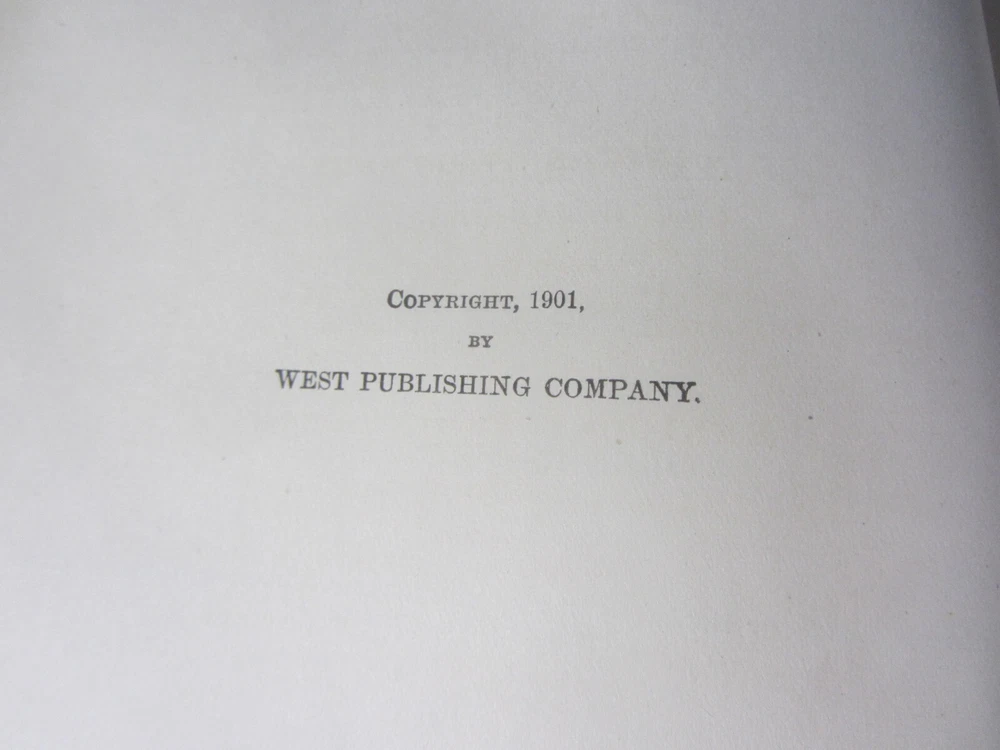 COPYRIGHT, 1901,
BY
WEST PUBLISHING COMPANY.